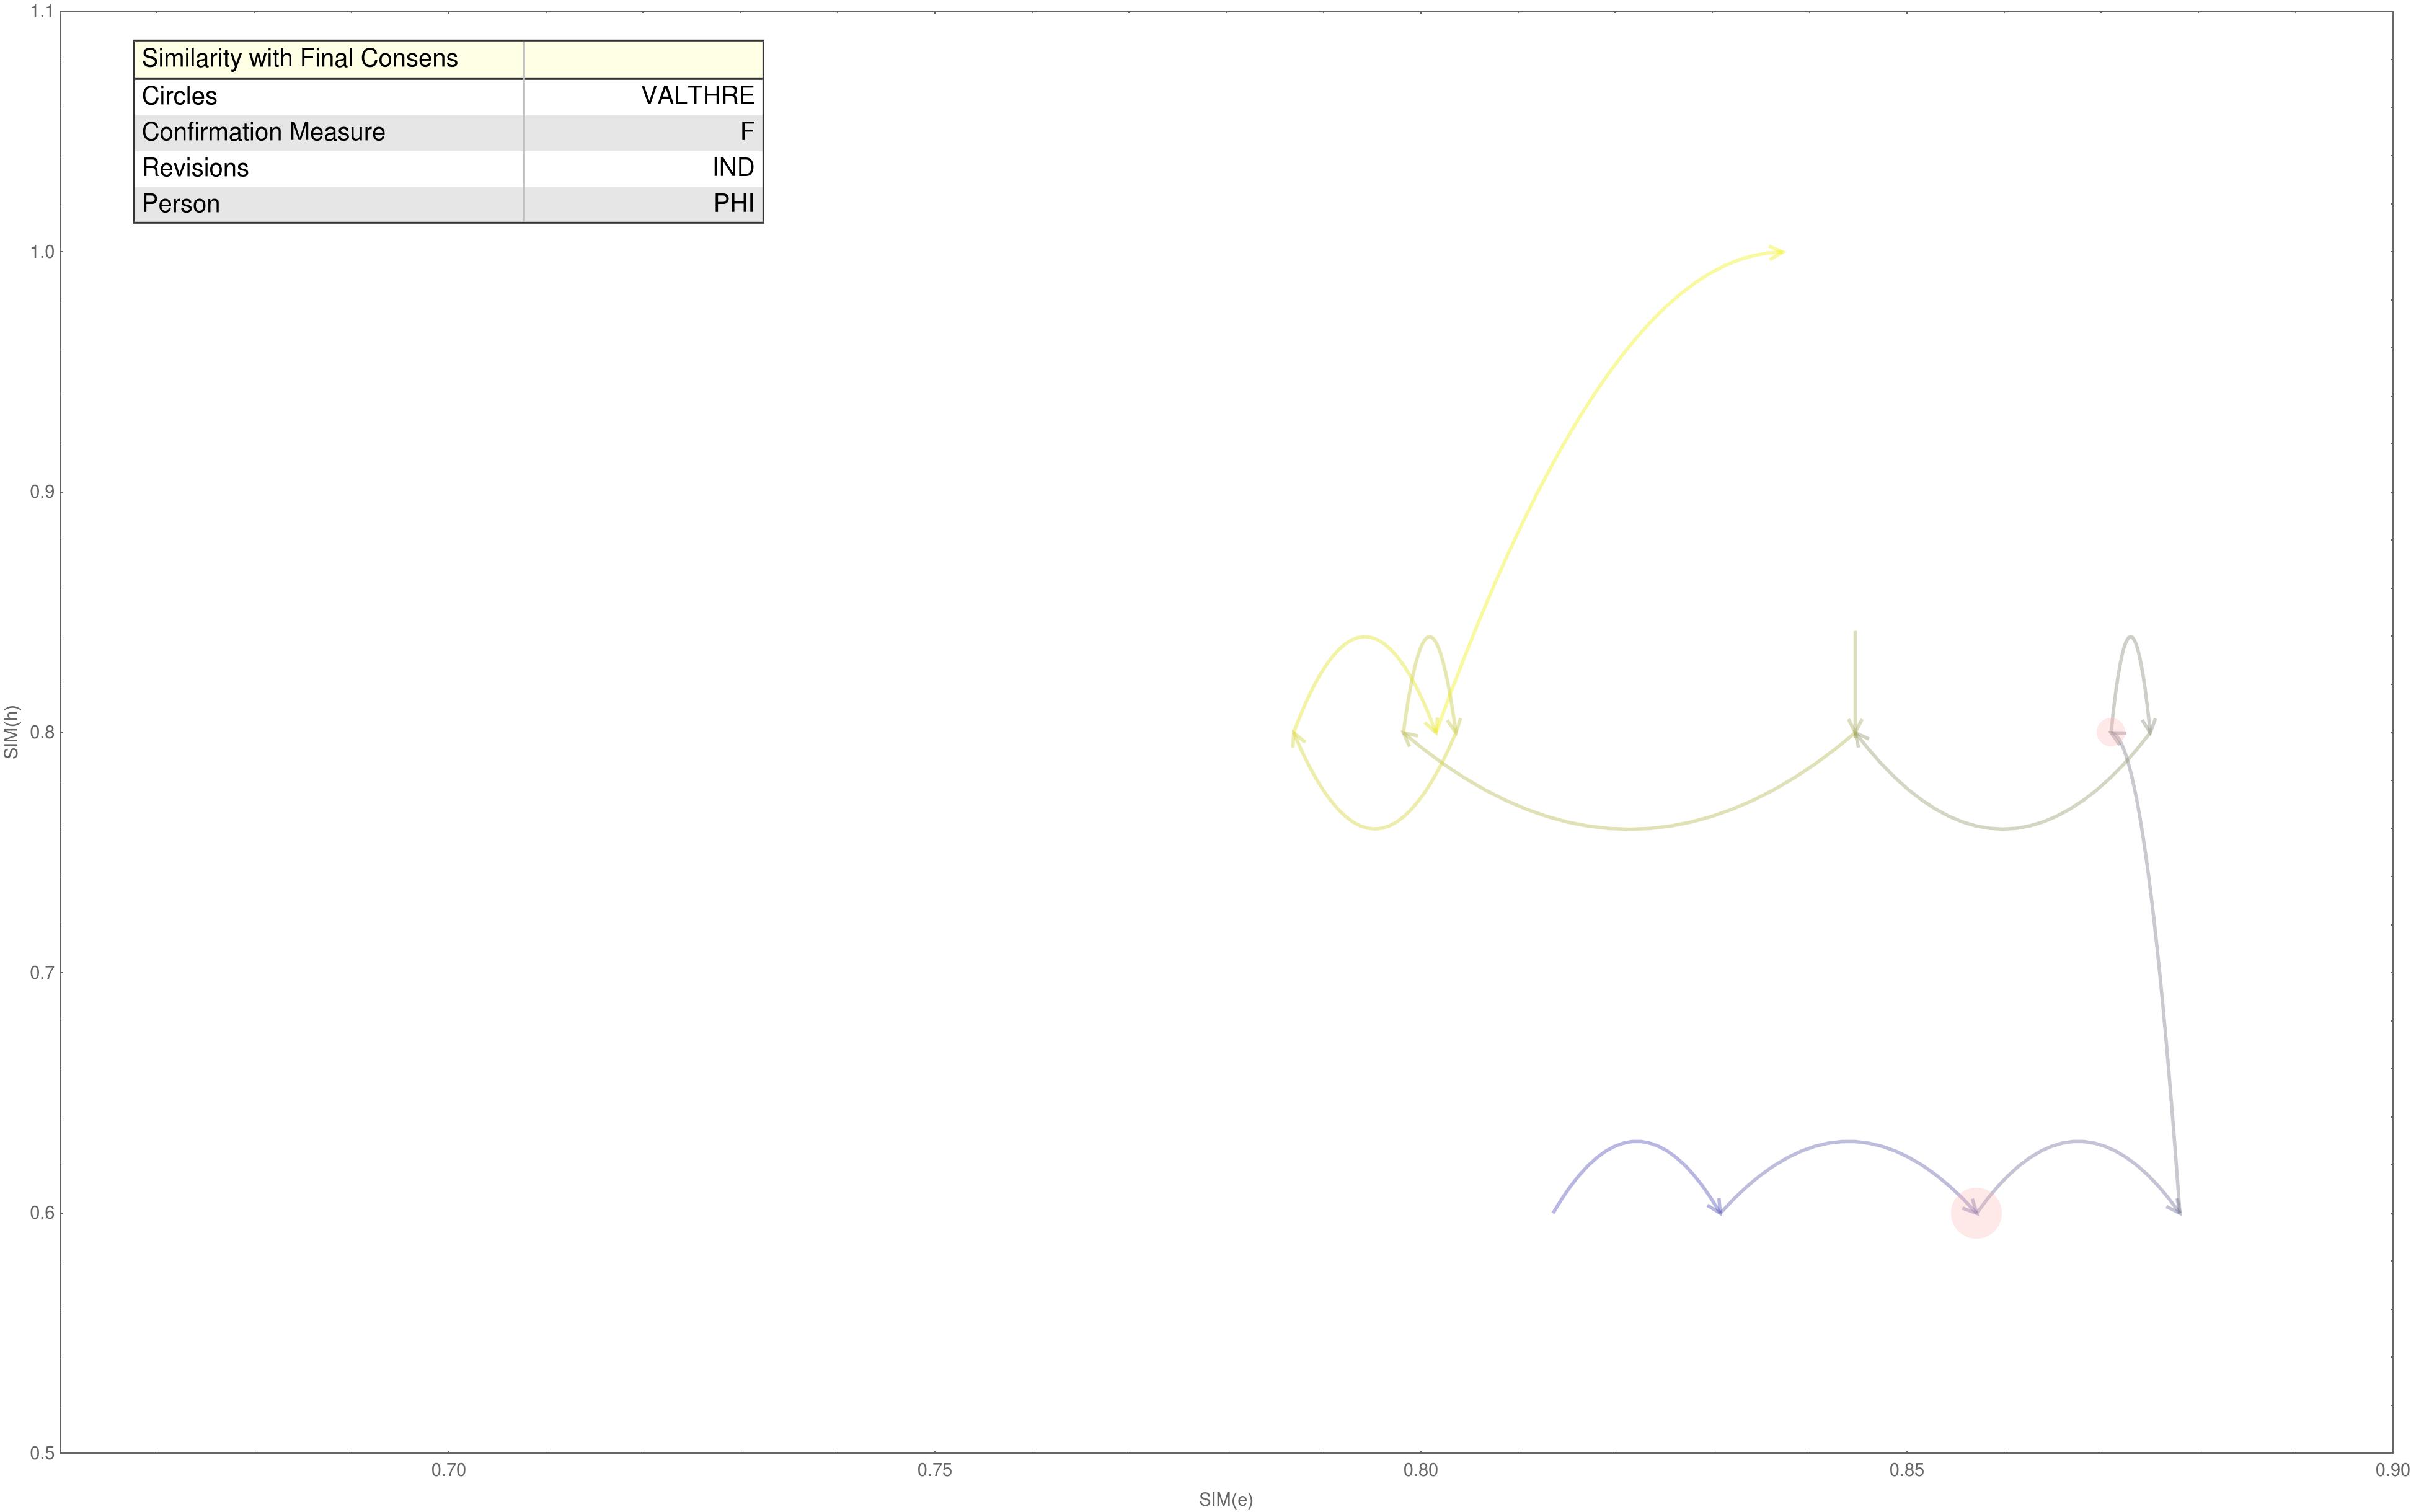 Similarity with Final Consens
Circles VALTHRE
Confirmation Measure F
Revisions IND
Person PHI
1.1
1.0
0.9
0.8
0.7
0.6
0.5
SIM(h)
0.70 0.75 0.80 0.85 0.90
SIM(e)